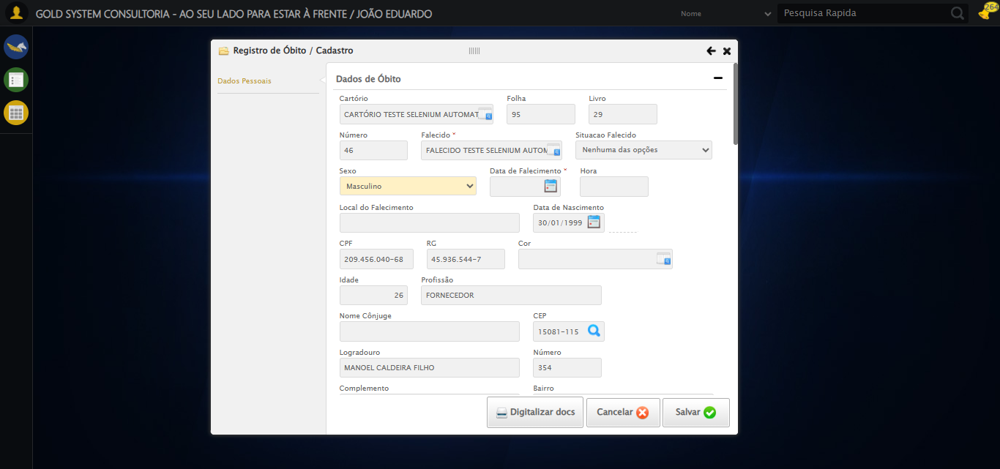 GOLD SYSTEM CONSULTORIA - AO SEU LADO PARA ESTAR À FRENTE / JOÃO EDUARDO
Nome
Pesquisa Rapida
264
Registro de Óbito / Cadastro
Dados Pessoais
Dados de Óbito
Cartório Folha Livro
CARTÓRIO TESTE SELENIUM AUTOMAT 95 29
Número Falecido * Situacao Falecido
46 FALECIDO TESTE SELENIUM AUTOM Nenhuma das opções
Sexo Data de Falecimento * Hora
Masculino
Local do Falecimento Data de Nascimento
30/01/1999
CPF RG Cor
209.456.040-68 45.936.544-7
Idade Profissão
26 FORNECEDOR
Nome Cônjuge CEP
15081-115
Logradouro Número
MANOEL CALDEIRA FILHO 354
Complemento Bairro
Digitalizar docs Cancelar Salvar